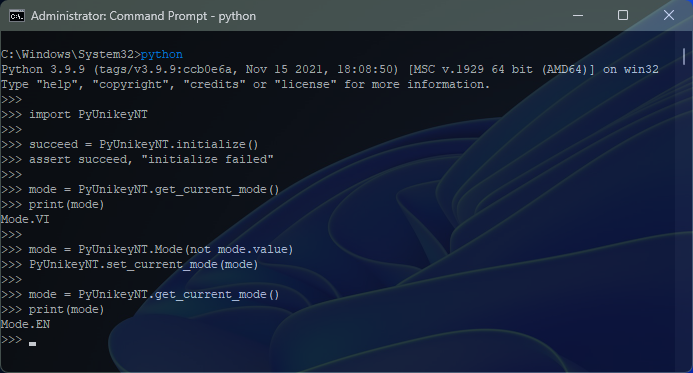 Administrator: Command Prompt - python
C:\Windows\System32>python
Python 3.9.9 (tags/v3.9.9:ccb0e6a, Nov 15 2021, 18:08:50) [MSC v.1929 64 bit (AMD64)] on win32
Type "help", "copyright", "credits" or "license" for more information.
>>>
>>> import PyUnikeyNT
>>>
>>> succeed = PyUnikeyNT.initialize()
>>> assert succeed, "initialize failed"
>>>
>>> mode = PyUnikeyNT.get_current_mode()
>>> print(mode)
Mode.VI
>>>
>>> mode = PyUnikeyNT.Mode(not mode.value)
>>> PyUnikeyNT.set_current_mode(mode)
>>>
>>> mode = PyUnikeyNT.get_current_mode()
>>> print(mode)
Mode.EN
>>>